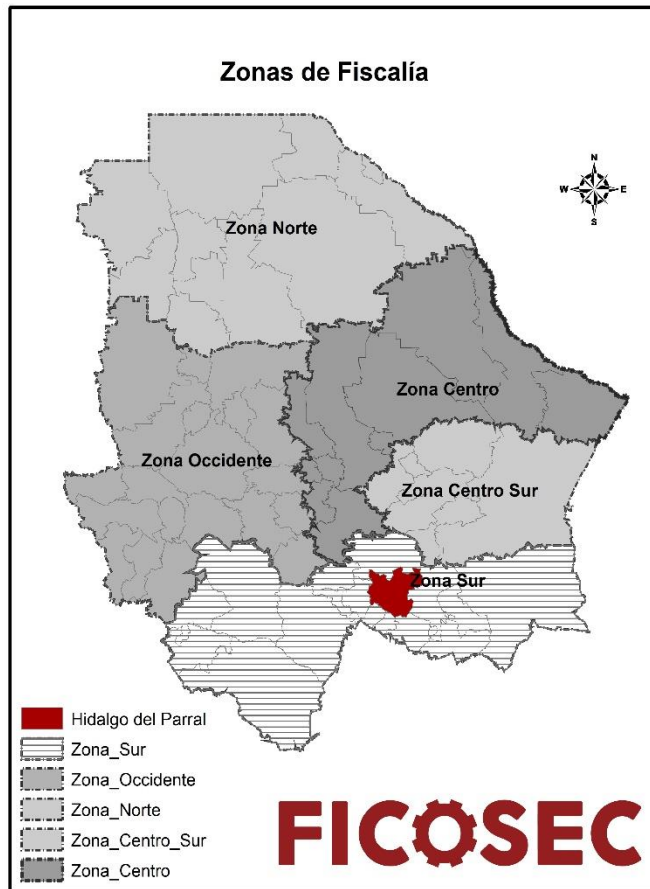 Zonas de Fiscalía
N
W E
S
Zona Norte
Zona Centro
Zona Occidente
Zona Centro Sur
Zona Sur
Hidalgo del Parral
Zona_Sur
Zona_Occidente
Zona_Norte
Zona_Centro_Sur
Zona_Centro
FICOSEC